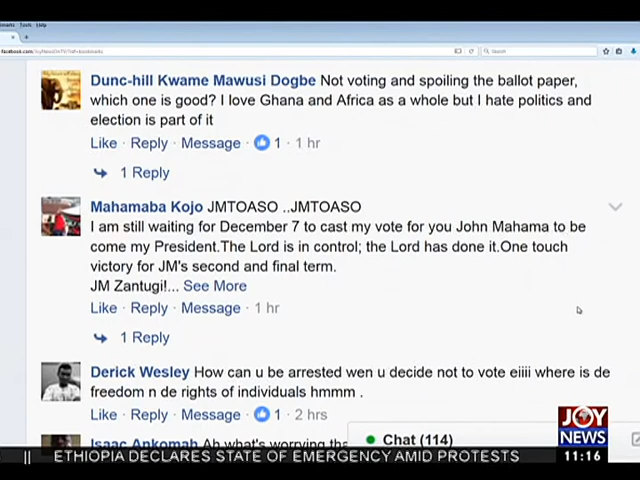 Tools Help
Search
Dunc-hill Kwame Mawusi Dogbe Not voting and spoiling the ballot paper,
which one is good? I love Ghana and Africa as a whole but I hate politics and
election is part of it
Like · Reply · Message · 1 · 1 hr
1 Reply
Mahamaba Kojo JMTOASO ..JMTOASO
I am still waiting for December 7 to cast my vote for you John Mahama to be
come my President.The Lord is in control; the Lord has done it.One touch
victory for JM's second and final term.
JM Zantugi!... See More
Like · Reply · Message · 1 hr
1 Reply
Derick Wesley How can u be arrested wen u decide not to vote eiiii where is de
freedom n de rights of individuals hmmm .
Like · Reply · Message · 1 · 2 hrs
Isaac Ankomah Ah what's worrying
Chat (114)
JOY
NEWS
|| ETHIOPIA DECLARES STATE OF EMERGENCY AMID PROTESTS
11:16